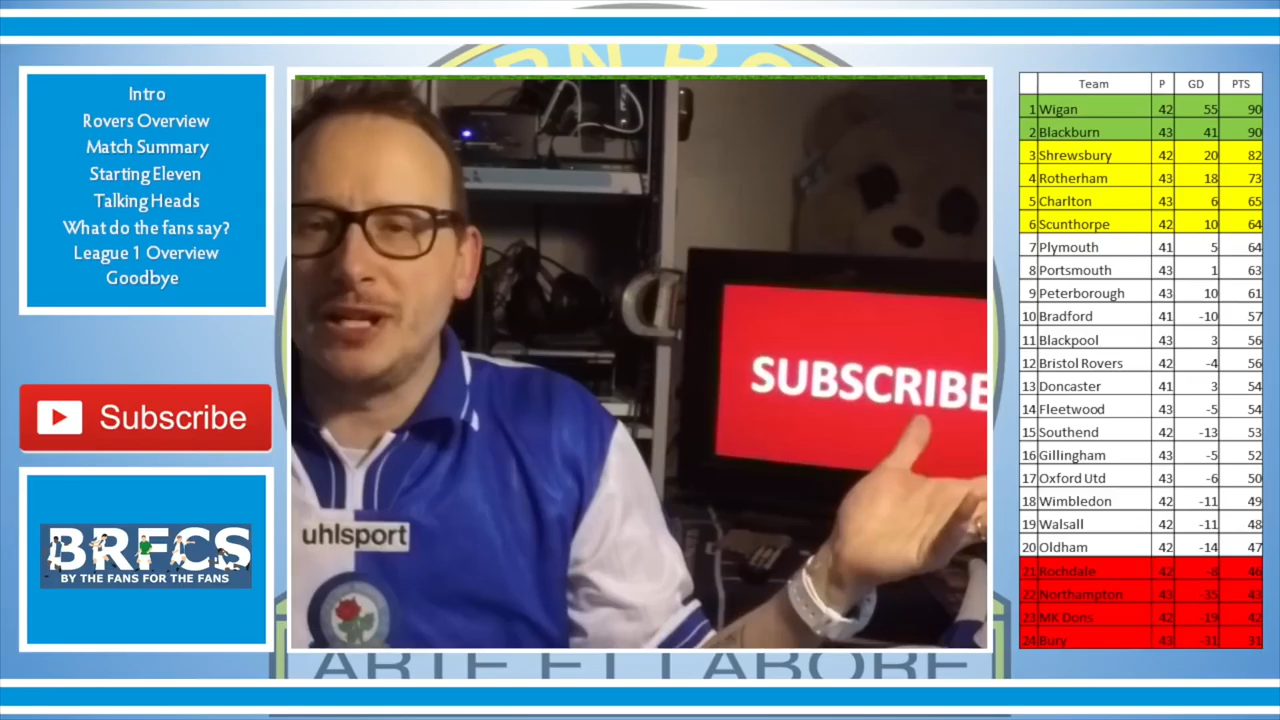 RN RO
Intro
Rovers Overview
Match Summary
Starting Eleven
Talking Heads
What do the fans say?
League 1 Overview
Goodbye
Subscribe
BRFCS
BY THE FANS FOR THE FANS
SUBSCRIBE
uhlsport
ARTE ET LABORE
Team P GD PTS
1 Wigan 42 55 90
2 Blackburn 43 41 90
3 Shrewsbury 42 20 82
4 Rotherham 43 18 73
5 Charlton 43 6 65
6 Scunthorpe 42 10 64
7 Plymouth 41 5 64
8 Portsmouth 43 1 63
9 Peterborough 43 10 61
10 Bradford 41 -10 57
11 Blackpool 43 3 56
12 Bristol Rovers 42 -4 56
13 Doncaster 41 3 54
14 Fleetwood 43 -5 54
15 Southend 42 -13 53
16 Gillingham 43 -5 52
17 Oxford Utd 43 -6 50
18 Wimbledon 42 -11 49
19 Walsall 42 -11 48
20 Oldham 42 -14 47
21 Rochdale 42 -8 46
22 Northampton 43 -35 43
23 MK Dons 42 19 42
24 Bury 43 -31 31